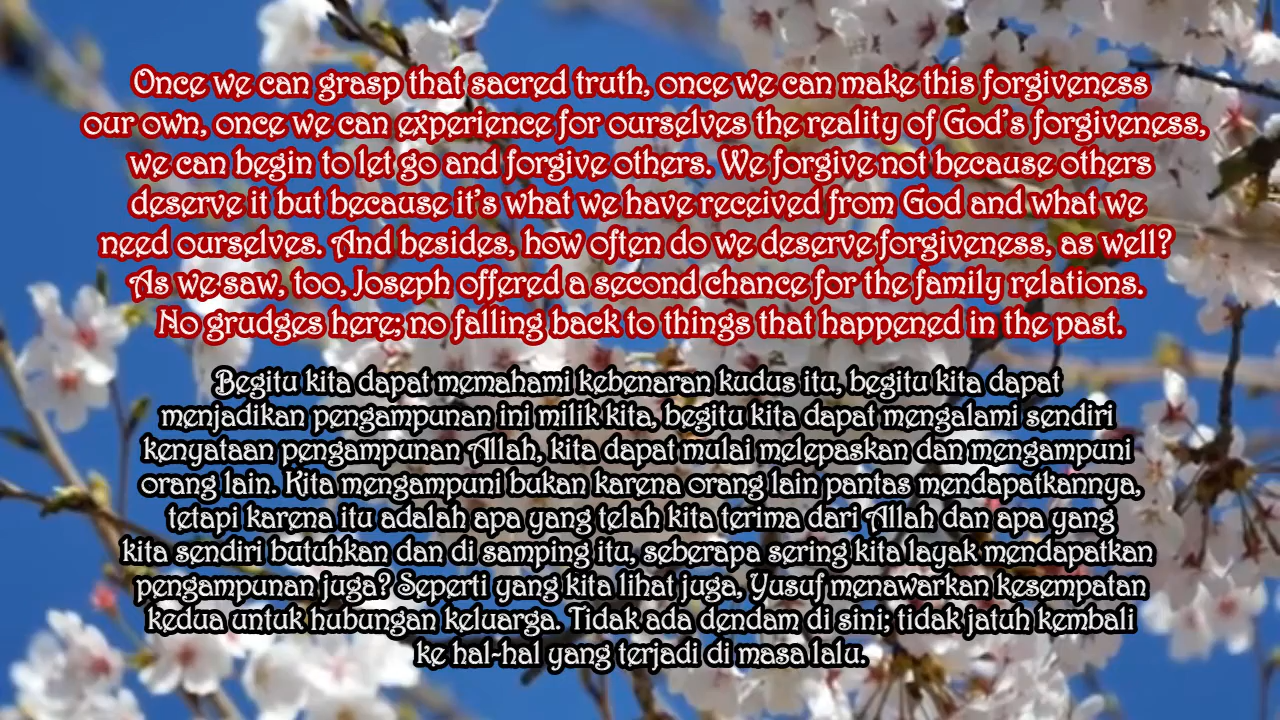 Once we can grasp that sacred truth, once we can make this forgiveness
our own, once we can experience for ourselves the reality of God's forgiveness,
we can begin to let go and forgive others. We forgive not because others
deserve it but because it's what we have received from God and what we
need ourselves. And besides, how often do we deserve forgiveness, as well?
As we saw, too, Joseph offered a second chance for the family relations.
No grudges here; no falling back to things that happened in the past.
Begitu kita dapat memahami kebenaran kudus itu, begitu kita dapat
menjadikan pengampunan ini milik kita, begitu kita dapat mengalami sendiri
kenyataan pengampunan Allah, kita dapat mulai melepaskan dan mengampuni
orang lain. Kita mengampuni bukan karena orang lain pantas mendapatkannya,
tetapi karena itu adalah apa yang telah kita terima dari Allah dan apa yang
kita sendiri butuhkan dan di samping itu, seberapa sering kita layak mendapatkan
pengampunan juga? Seperti yang kita lihat juga, Yusuf menawarkan kesempatan
kedua untuk hubungan keluarga. Tidak ada dendam di sini; tidak jatuh kembali
ke hal-hal yang terjadi di masa lalu.